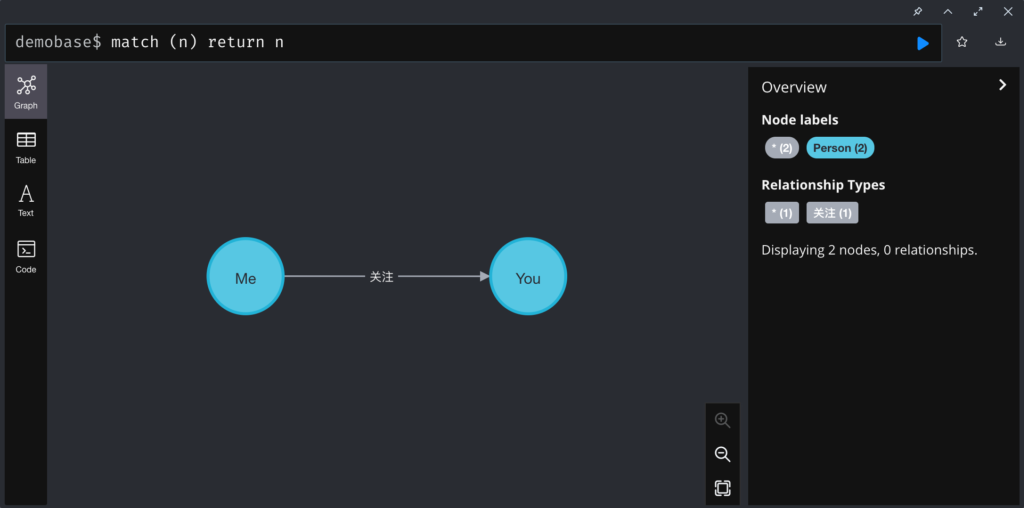 demobase$ match (n) return n
Graph
Table
Text
Code
Me
关注
You
Overview
Node labels
* (2) Person (2)
Relationship Types
* (1) 关注 (1)
Displaying 2 nodes, 0 relationships.